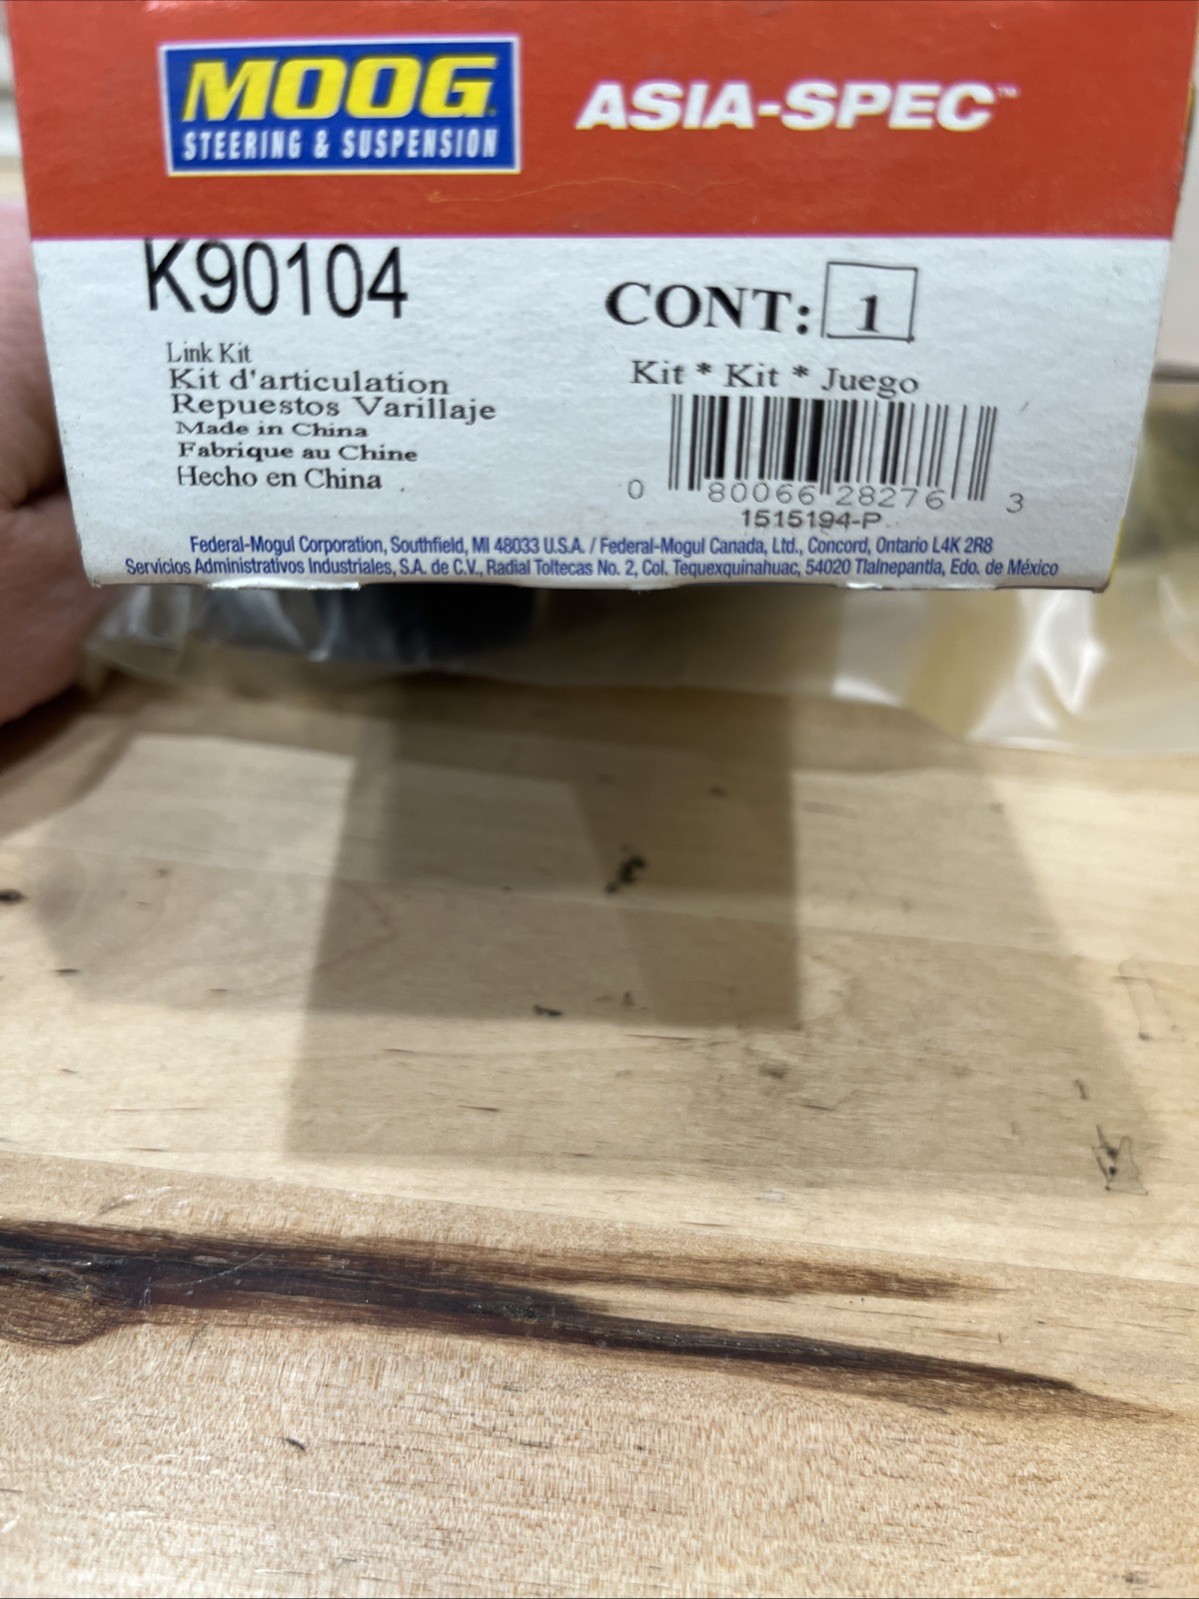 MOOG
STEERING & SUSPENSION
ASIA-SPEC™
K90104
CONT: 1
Link Kit
Kit d'articulation
Repuestos Varillaje
Made in China
Fabrique au Chine
Hecho en China
Kit * Kit * Juego
0 80066 28276 3
1515194-P
Federal-Mogul Corporation, Southfield, MI 48033 U.S.A. / Federal-Mogul Canada, Ltd., Concord, Ontario L4K 2R8
Servicios Administrativos Industriales, S.A. de C.V., Radial Toltecas No. 2, Col. Tequexquinahuac, 54020 Tlalnepantla, Edo. de México